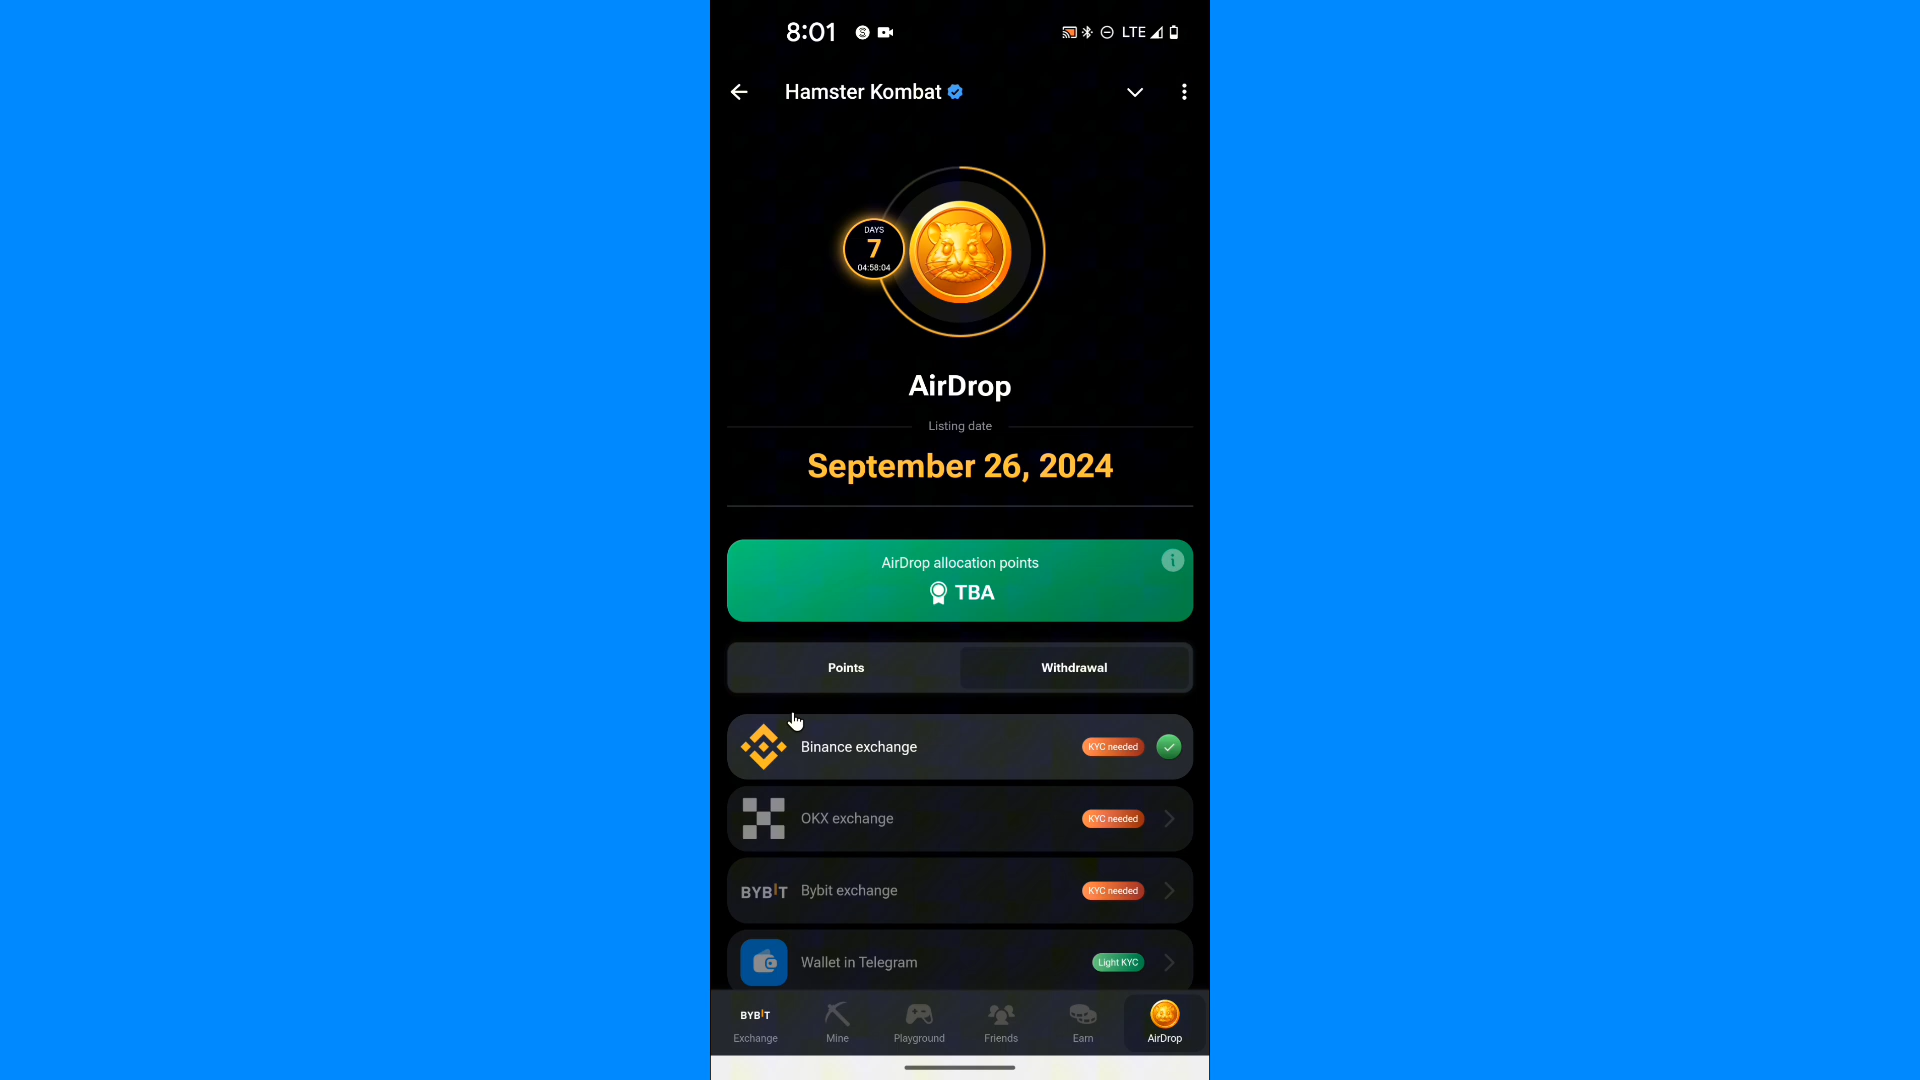 8:01
LTE
Hamster Kombat
DAYS
7
04:58:04
AirDrop
Listing date
September 26, 2024
AirDrop allocation points
TBA
Points
Withdrawal
Binance exchange
KYC needed
OKX exchange
KYC needed
BYBIT
Bybit exchange
KYC needed
Wallet in Telegram
Light KYC
BYBIT
Exchange
Mine
Playground
Friends
Earn
AirDrop